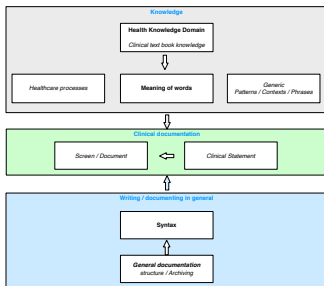 Knowledge
Health Knowledge Domain
Clinical text book knowledge
Healthcare processes
Meaning of words
Generic
Patterns / Contexts / Phrases
Clinical documentation
Screen / Document
Clinical Statement
Writing / documenting in general
Syntax
General documentation
structure / Archiving